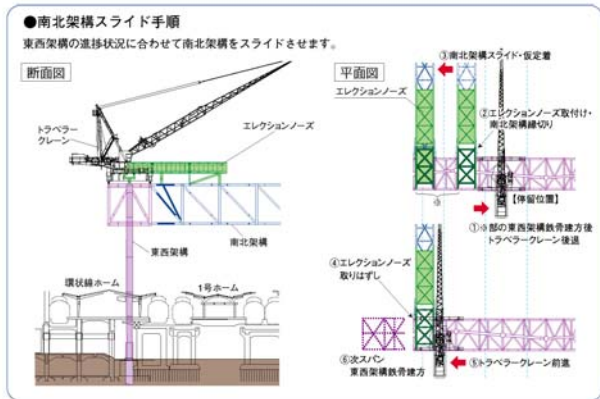 ●南北架構スライド手順
東西架構の進捗状況に合わせて南北架構をスライドさせます。
断面図
トラベラー
クレーン
エレクションノーズ
南北架構
東西架構
環状線ホーム
1号ホーム
平面図
③南北架構スライド・仮定着
エレクションノーズ
②エレクションノーズ取付け・
南北架構縁切り
※
【停留位置】
①※部の東西架構鉄骨建方後
トラベラークレーン後退
④エレクションノーズ
取りはずし
⑥次スパン
東西架構鉄骨建方
⑤トラベラークレーン前進